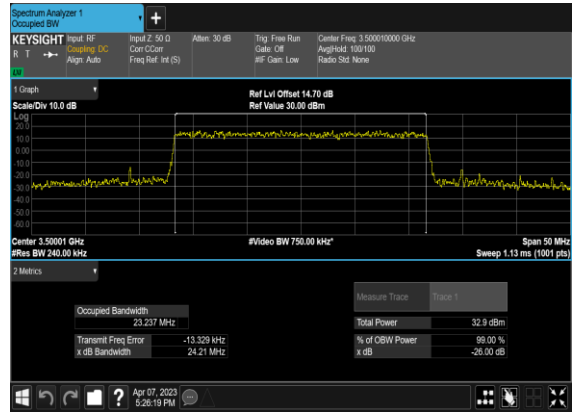 Spectrum Analyzer 1
Occupied BW
+
KEYSIGHT Input: RF Input Z: 50 Ω Atten: 30 dB Trig: Free Run Center Freq: 3.500010000 GHz
R T Coupling: DC Corr CCorr Gate: Off Avg|Hold: 100/100
Align: Auto Freq Ref: Int (S) #IF Gain: Low Radio Std: None
1 Graph
Ref Lvl Offset 14.70 dB
Scale/Div 10.0 dB Ref Value 30.00 dBm
Log
20.0
10.0
0.00
-10.0
-20.0
-30.0
-40.0
-50.0
-60.0
Center 3.50001 GHz #Video BW 750.00 kHz* Span 50 MHz
#Res BW 240.00 kHz Sweep 1.13 ms (1001 pts)
2 Metrics
Measure Trace Trace 1
Occupied Bandwidth
23.237 MHz Total Power 32.9 dBm
Transmit Freq Error -13.329 kHz % of OBW Power 99.00 %
x dB Bandwidth 24.21 MHz x dB -26.00 dB
? Apr 07, 2023
5:26:19 PM